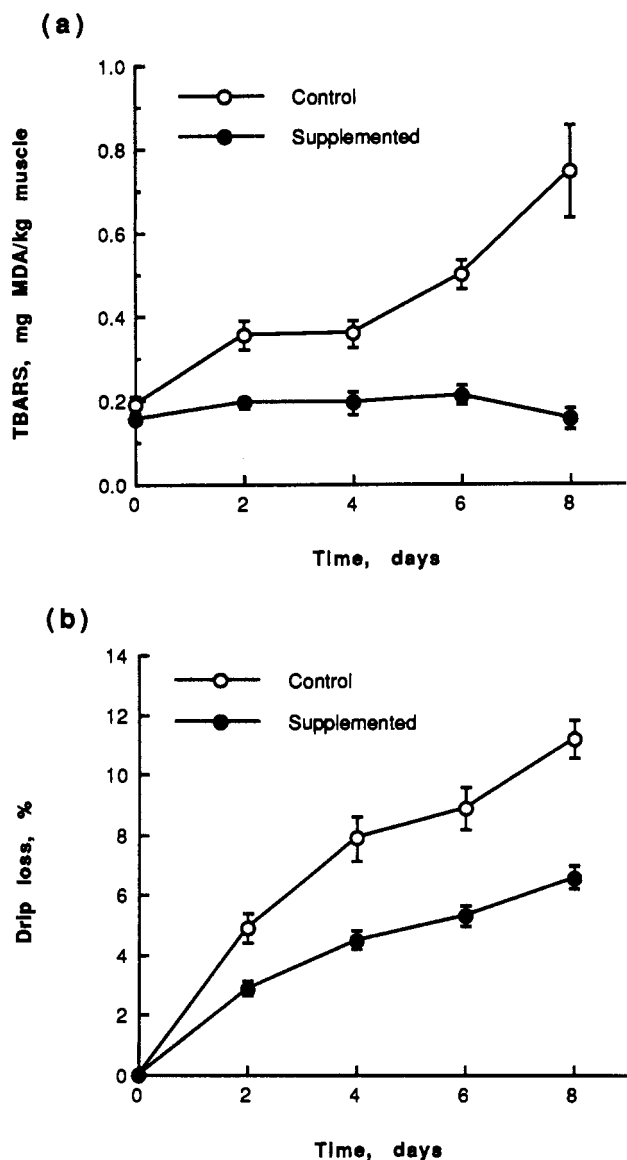 (a)
1.0
0.8
0.6
0.4
0.2
0.0
TBARS, mg MDA/kg muscle
Control
Supplemented
0 2 4 6 8
Time, days
(b)
14
12
10
8
6
4
2
0
Drip loss, %
Control
Supplemented
0 2 4 6 8
Time, days